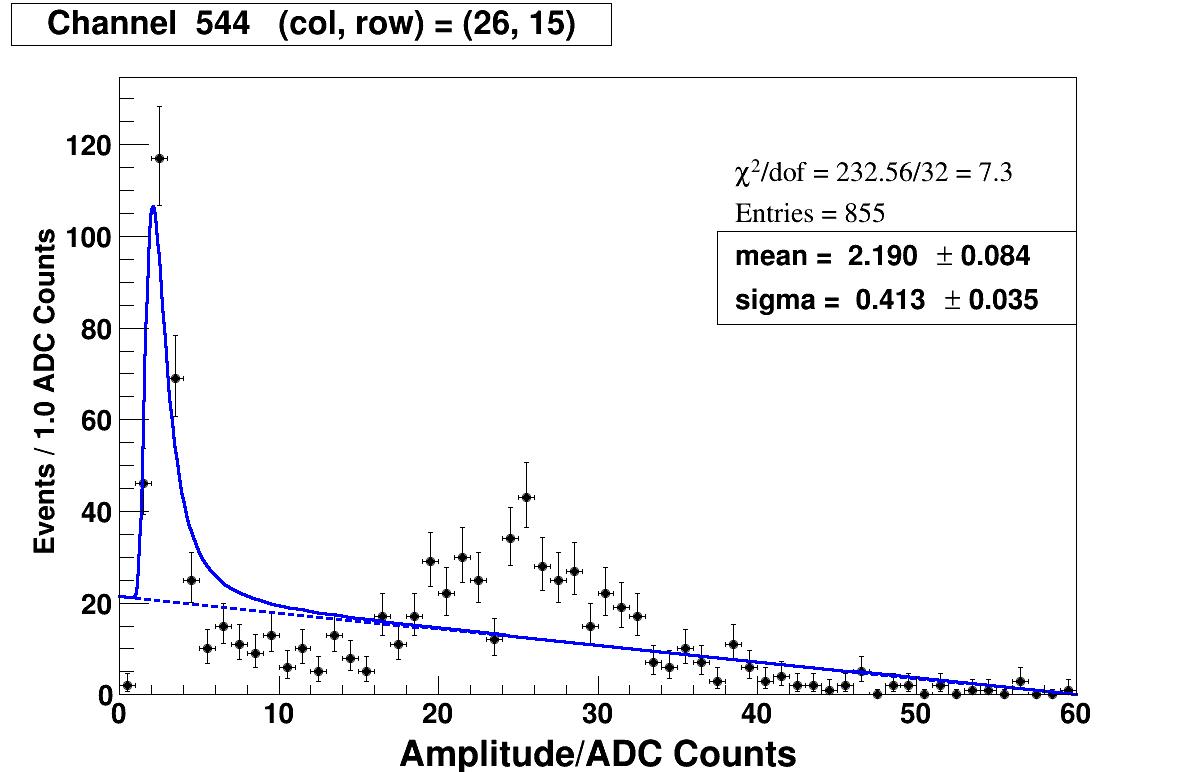 Channel 544 (col, row) = (26, 15)
χ²/dof = 232.56/32 = 7.3
Entries = 855
mean = 2.190 ± 0.084
sigma = 0.413 ± 0.035
Events / 1.0 ADC Counts
120
100
80
60
40
20
0
0 10 20 30 40 50 60
Amplitude/ADC Counts